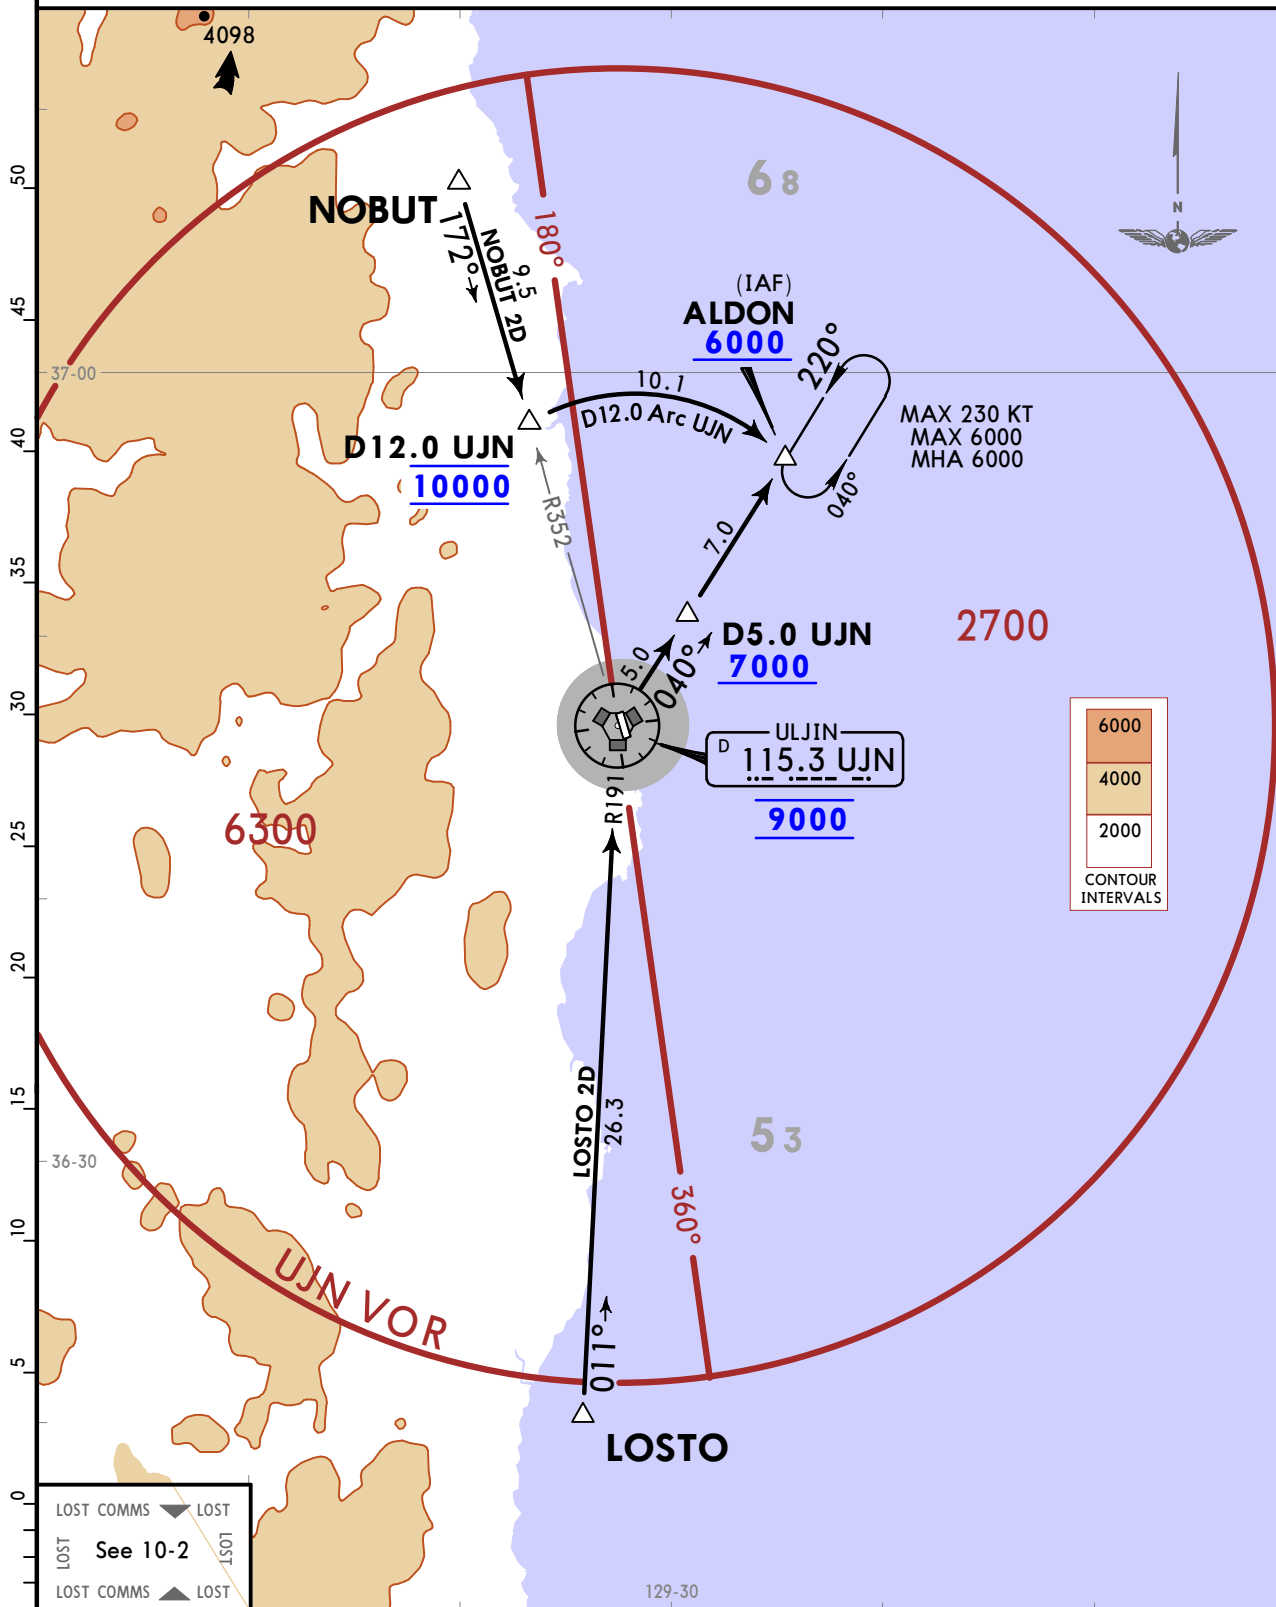 4098
50
NOBUT
172°
NOBUT 2D
9.5
180°
6 8
N
45
(IAF)
ALDON
6000
220°
37-00
10.1
D12.0 Arc UJN
MAX 230 KT
MAX 6000
MHA 6000
040°
40
D12.0 UJN
10000
R352
7.0
35
D5.0 UJN
7000
5.0
040°
2700
30
ULJIN
D
115.3 UJN
9000
R191
6000
4000
2000
CONTOUR
INTERVALS
25
6300
20
15
LOSTO 2D
26.3
5 3
36-30
360°
10
UJN VOR
5
011°
LOSTO
0
LOST COMMS LOST
LOST
See 10-2
LOST
LOST COMMS LOST
129-30